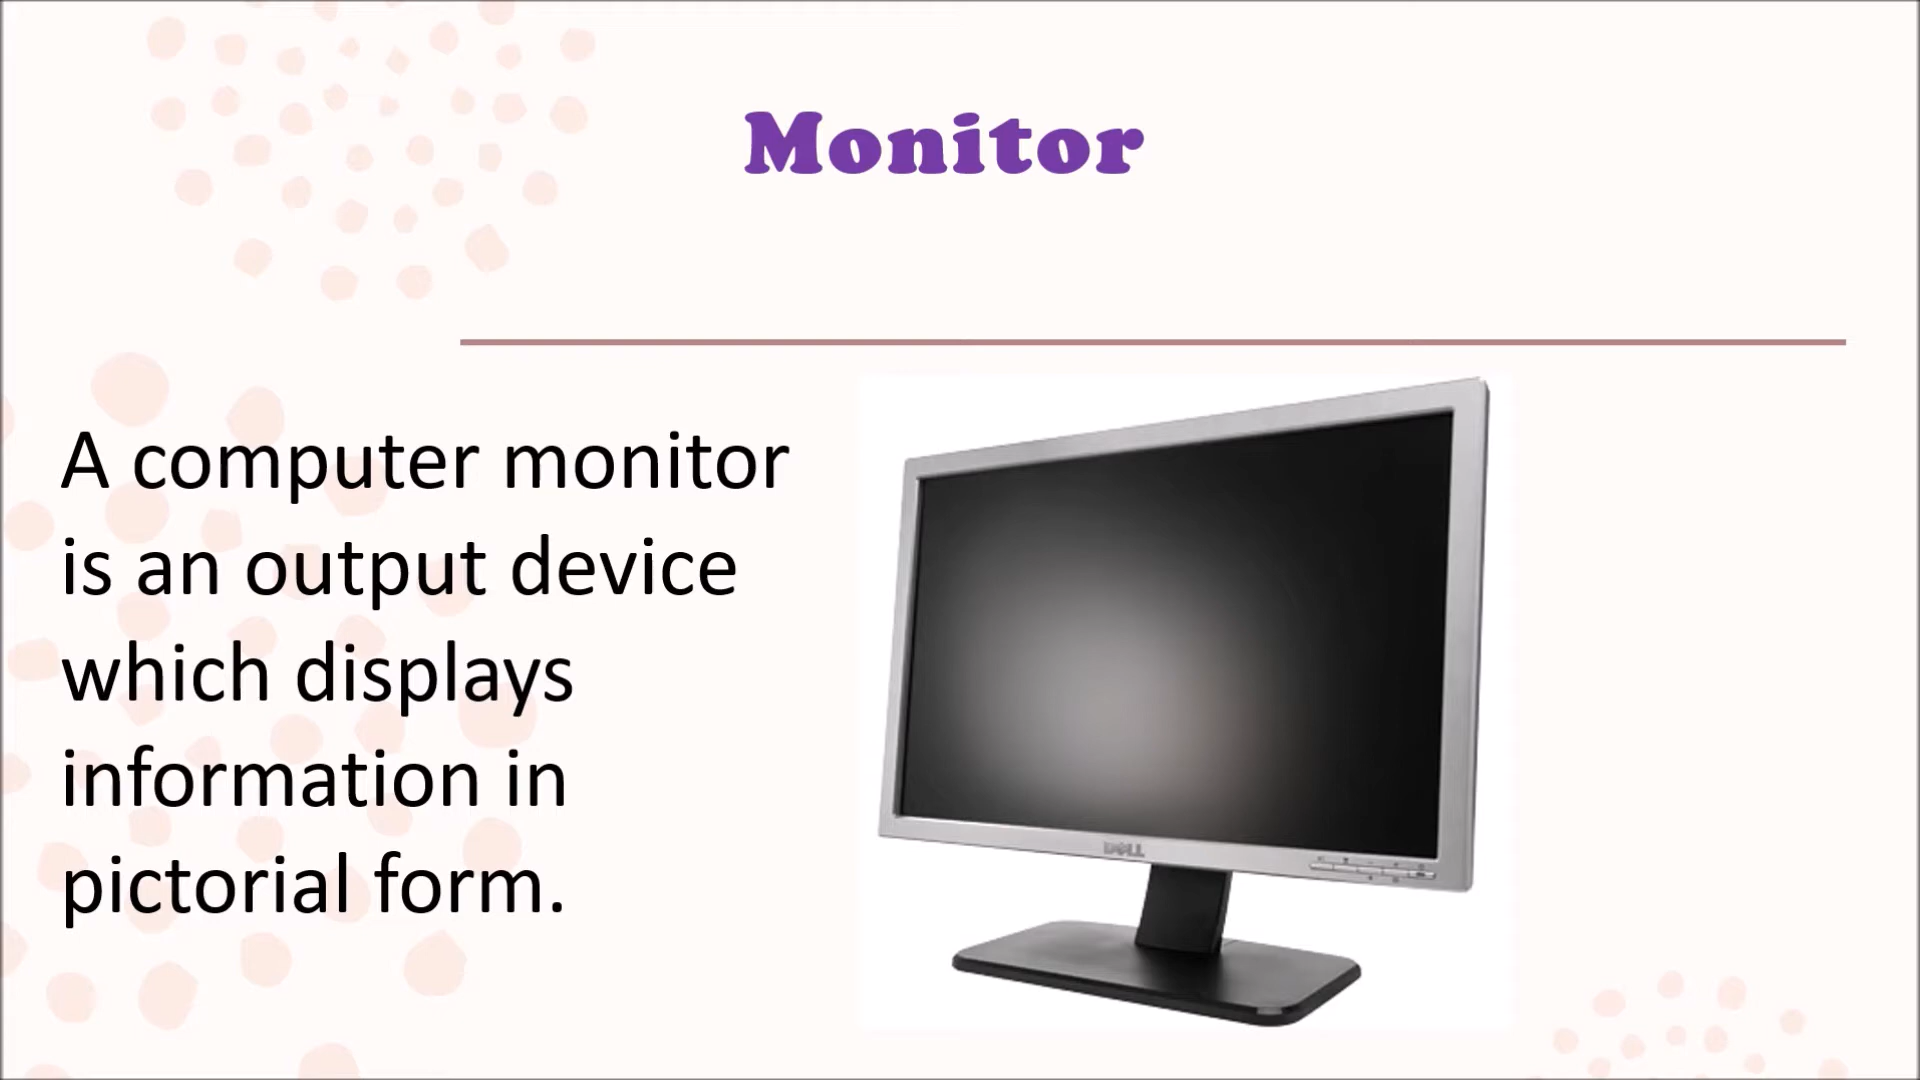 Monitor
A computer monitor
is an output device
which displays
information in
pictorial form.
DELL